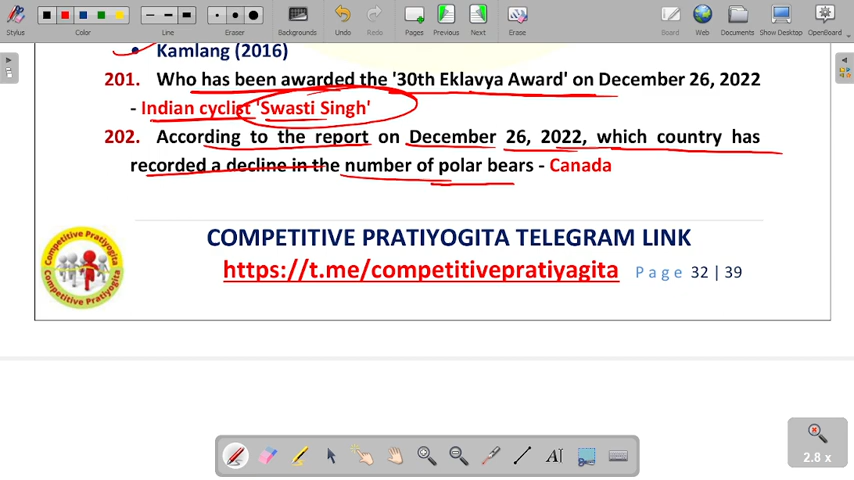 Stylus
Color
Line
Eraser
Backgrounds
Undo
Redo
Pages
Previous
Next
Erase
Board
Web
Documents
Show Desktop
OpenBoard
Kamlang (2016)
201. Who has been awarded the '30th Eklavya Award' on December 26, 2022
- Indian cyclist 'Swasti Singh'
202. According to the report on December 26, 2022, which country has
recorded a decline in the number of polar bears - Canada
Competitive Pratiyogita
Competitive Pratiyogita
COMPETITIVE PRATIYOGITA TELEGRAM LINK
https://t.me/competitivepratiyagita Page 32 | 39
2.8 x